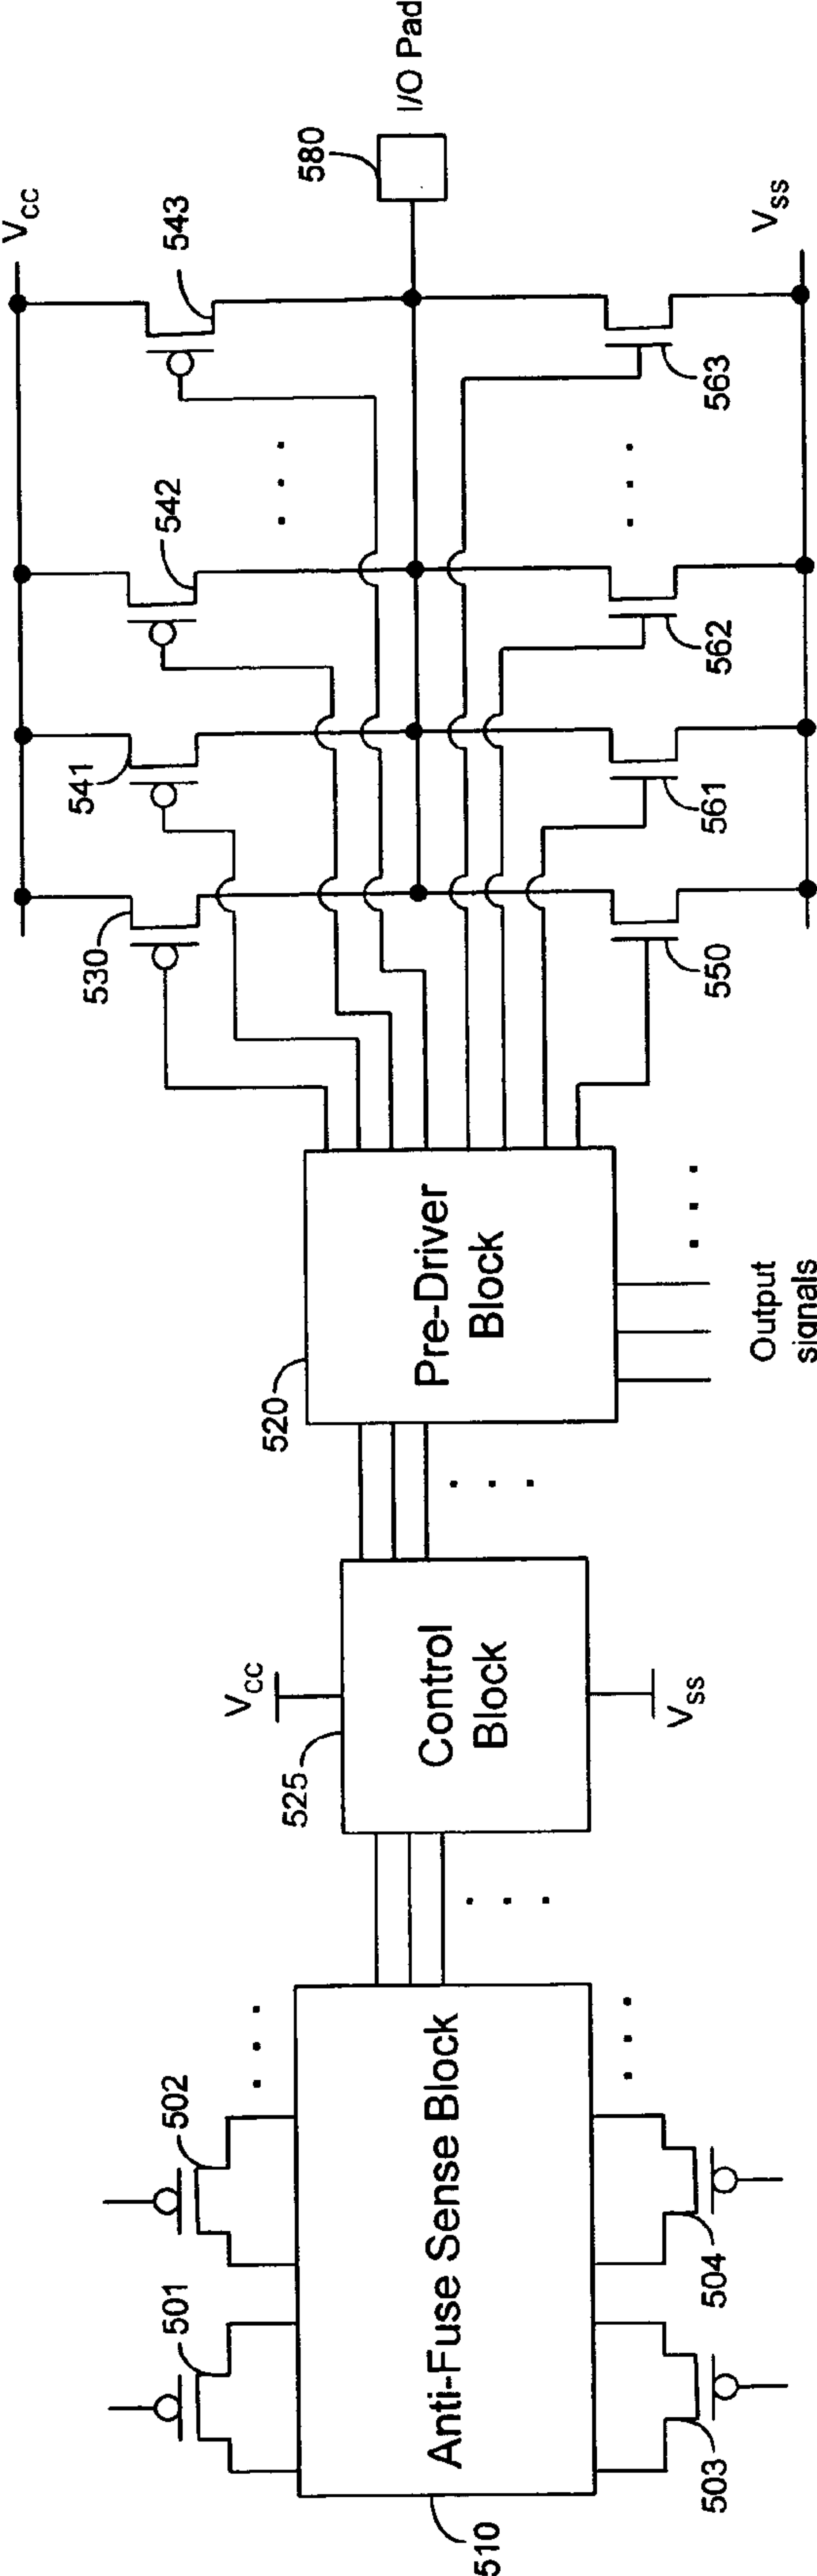 501
502
503
504
510
Anti-Fuse Sense Block
525
VCC
Control
Block
VSS
520
Pre-Driver
Block
Output
signals
530
541
542
543
VCC
550
561
562
563
VSS
580
I/O Pad